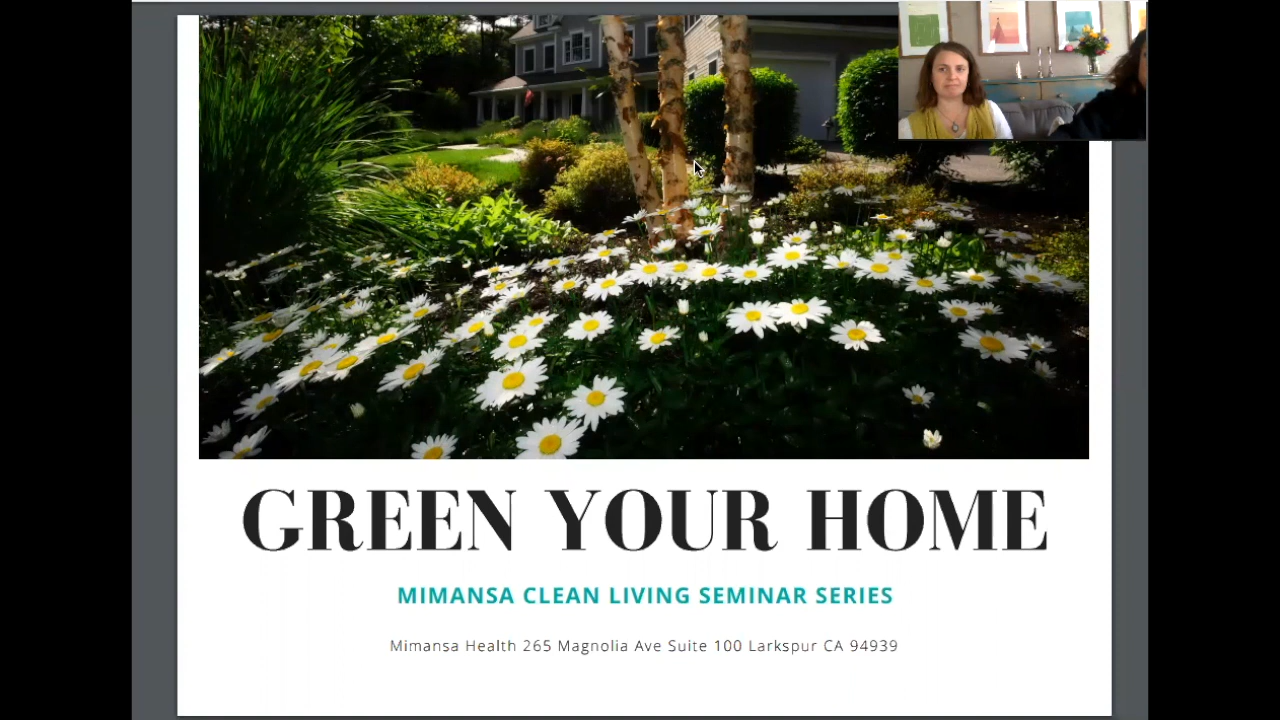 GREEN YOUR HOME
MIMANSA CLEAN LIVING SEMINAR SERIES
Mimansa Health 265 Magnolia Ave Suite 100 Larkspur CA 94939